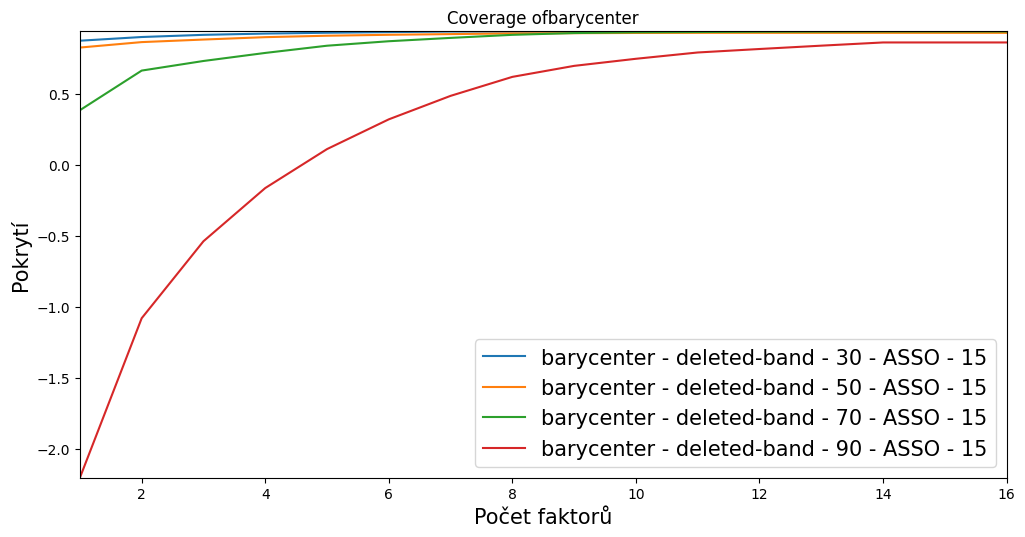 Coverage ofbarycenter
0.5
0.0
−0.5
−1.0
−1.5
−2.0
Pokrytí
barycenter - deleted-band - 30 - ASSO - 15
barycenter - deleted-band - 50 - ASSO - 15
barycenter - deleted-band - 70 - ASSO - 15
barycenter - deleted-band - 90 - ASSO - 15
2 4 6 8 10 12 14 16
Počet faktorů